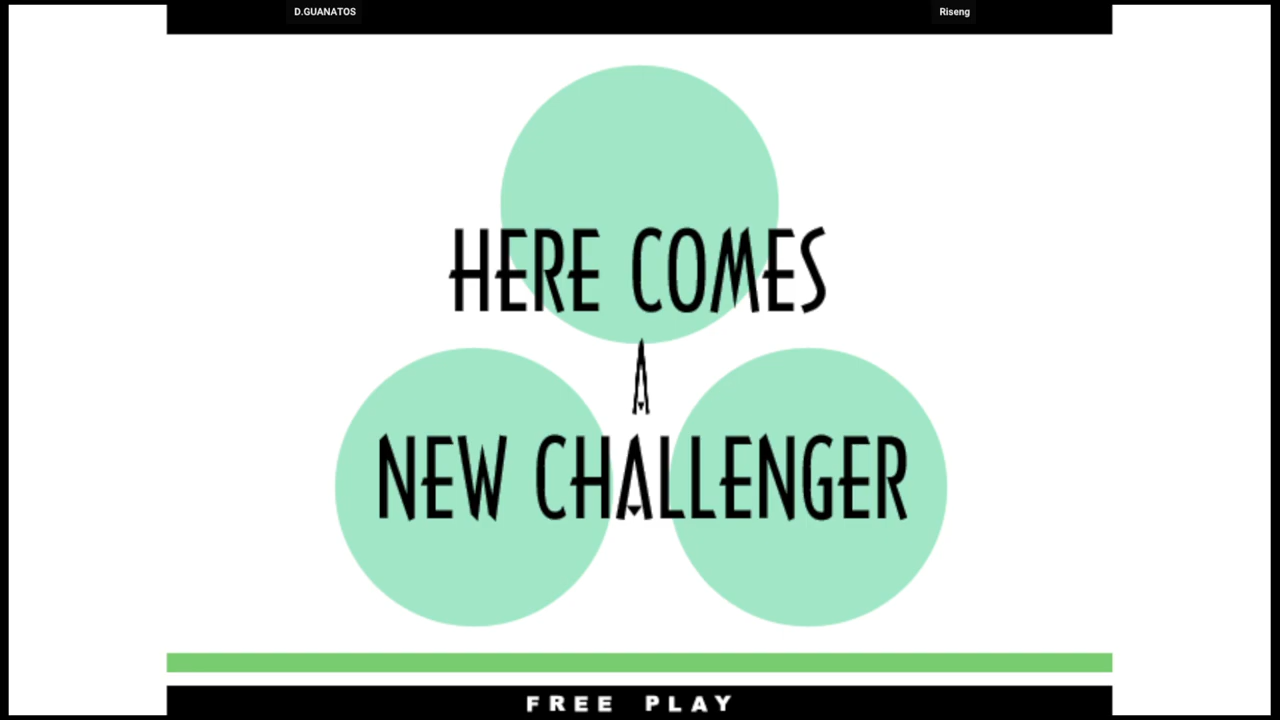 D.GUANATOS
Riseng
HERE COMES
A
NEW CHALLENGER
FREE PLAY